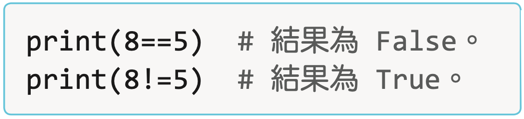 print(8==5)  # 結果為 False。
print(8!=5)  # 結果為 True。